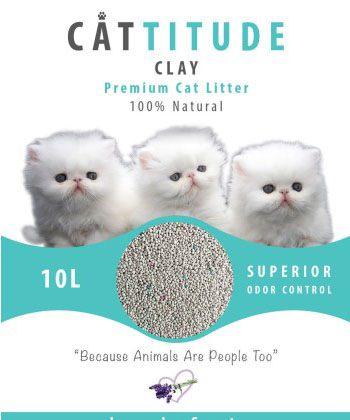 CATTITUDE
CLAY
Premium Cat Litter
100% Natural
10L
SUPERIOR
ODOR CONTROL
"Because Animals Are People Too"